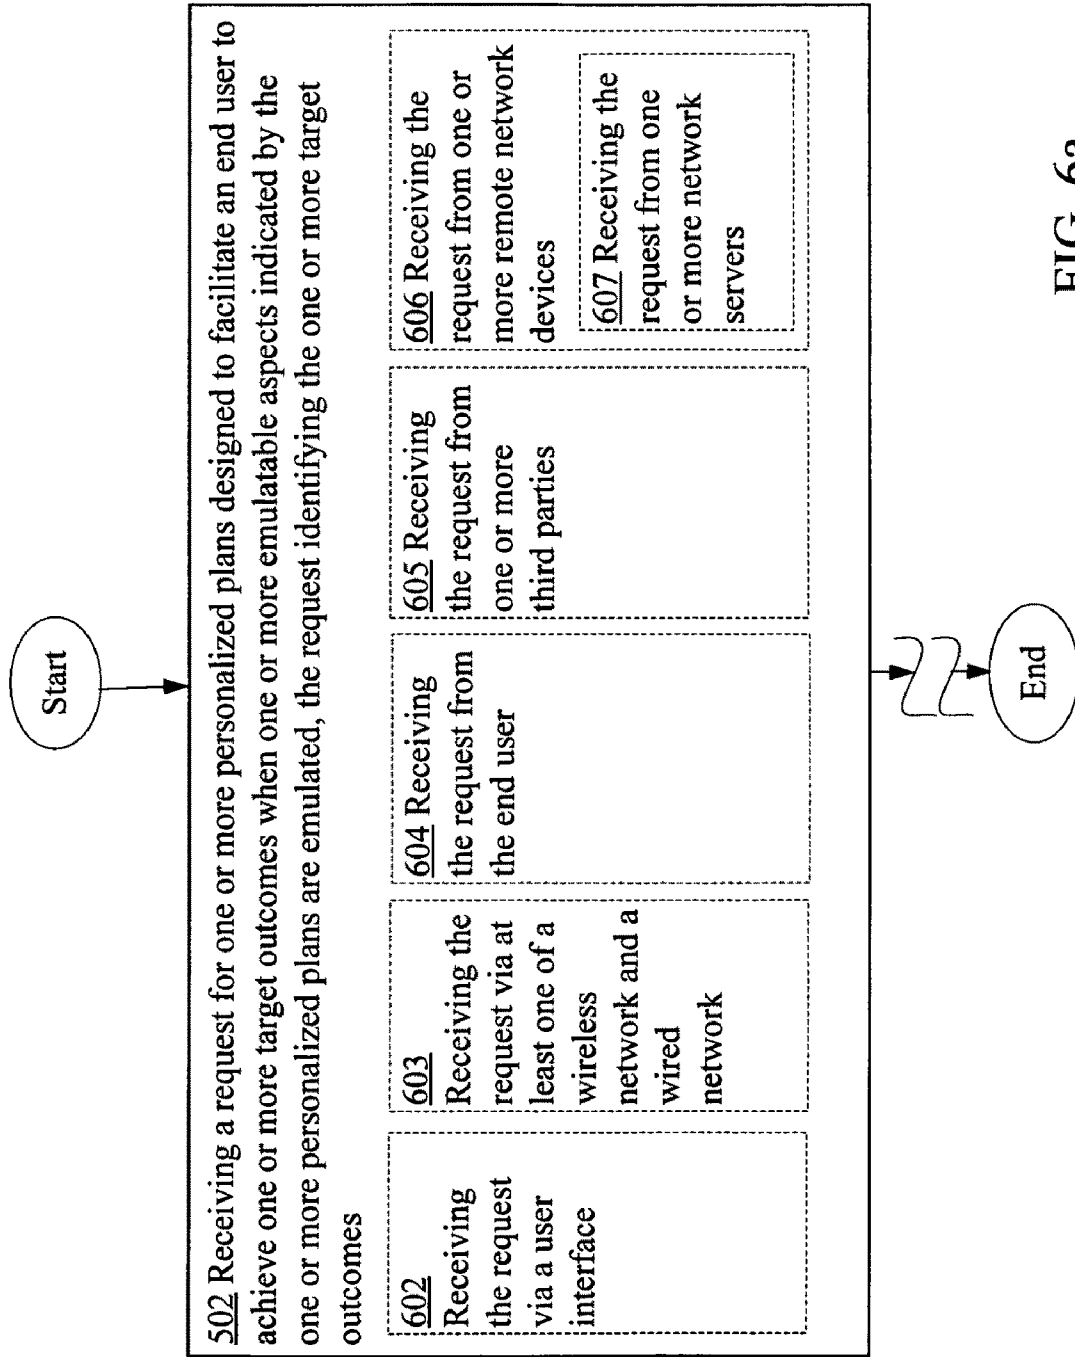 Start
502 Receiving a request for one or more personalized plans designed to facilitate an end user to
achieve one or more target outcomes when one or more emulatable aspects indicated by the
one or more personalized plans are emulated, the request identifying the one or more target
outcomes
602
Receiving
the request
via a user
interface
603
Receiving the
request via at
least one of a
wireless
network and a
wired
network
604 Receiving
the request from
the end user
605 Receiving
the request from
one or more
third parties
606 Receiving the
request from one or
more remote network
devices
607 Receiving the
request from one
or more network
servers
End
FIG. 6a